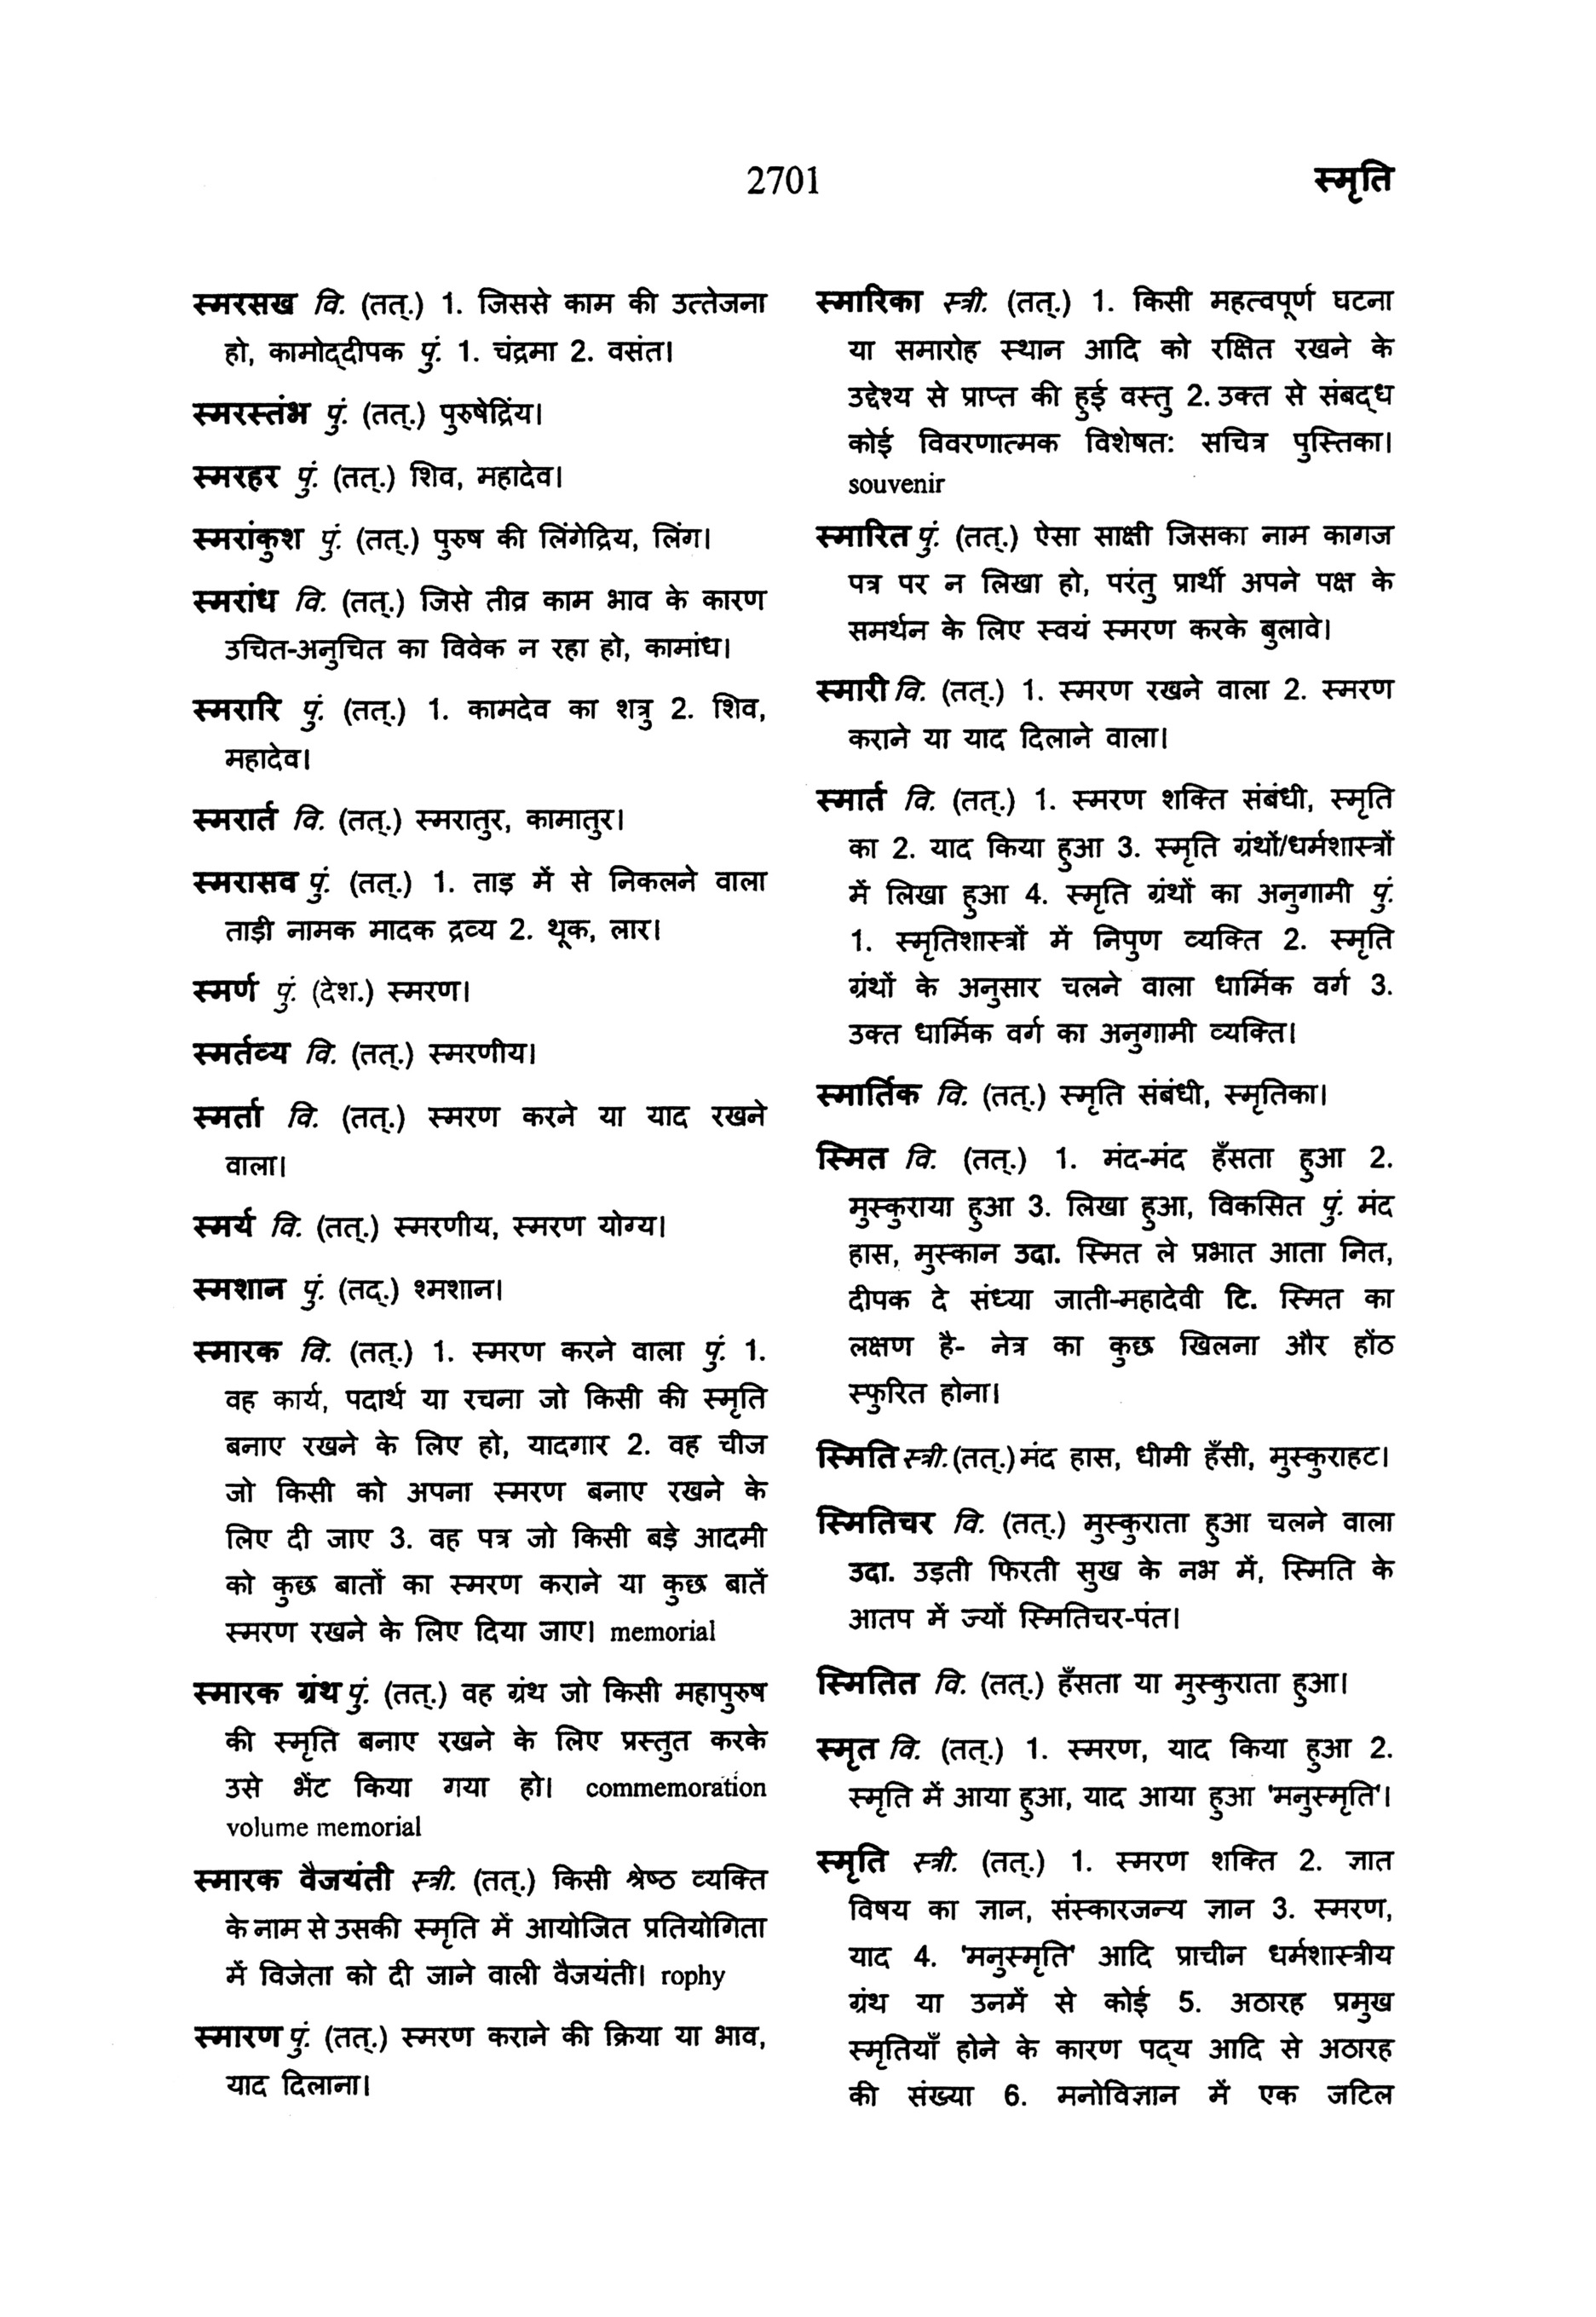 2701
स्मृति
स्मरसख वि. (तत्.) 1. जिससे काम की उत्तेजना
हो, कामोद्‌दीपक पुं. 1. चंद्रमा 2. वसंत।
स्मरस्तंभ पुं. (तत्.) पुरुषेद्रिंय।
स्मरहर पुं. (तत्.) शिव, महादेव।
स्मरांकुश पुं. (तत्.) पुरुष की लिंगेद्रिय, लिंग।
स्मरांध वि. (तत्.) जिसे तीव्र काम भाव के कारण
उचित-अनुचित का विवेक न रहा हो, कामांध।
स्मरारि पुं. (तत्.) 1. कामदेव का शत्रु 2. शिव,
महादेव।
स्मरार्त वि. (तत्.) स्मरातुर, कामातुर।
स्मरासव पुं. (तत्.) 1. ताड़ में से निकलने वाला
ताड़ी नामक मादक द्रव्य 2. थूक, लार।
स्मर्ण पुं. (देश.) स्मरण।
स्मर्तव्य वि. (तत्.) स्मरणीय।
स्मर्ता वि. (तत्.) स्मरण करने या याद रखने
वाला।
स्मर्य वि. (तत्.) स्मरणीय, स्मरण योग्य।
स्मशान पुं. (तद्.) श्मशान।
स्मारक वि. (तत्.) 1. स्मरण करने वाला पुं. 1.
वह कार्य, पदार्थ या रचना जो किसी की स्मृति
बनाए रखने के लिए हो, यादगार 2. वह चीज
जो किसी को अपना स्मरण बनाए रखने के
लिए दी जाए 3. वह पत्र जो किसी बड़े आदमी
को कुछ बातों का स्मरण कराने या कुछ बातें
स्मरण रखने के लिए दिया जाए। memorial
स्मारक ग्रंथ पुं. (तत्.) वह ग्रंथ जो किसी महापुरुष
की स्मृति बनाए रखने के लिए प्रस्तुत करके
उसे भेंट किया गया हो। commemoration
volume memorial
स्मारक वैजयंती स्त्री. (तत्.) किसी श्रेष्ठ व्यक्ति
के नाम से उसकी स्मृति में आयोजित प्रतियोगिता
में विजेता को दी जाने वाली वैजयंती। rophy
स्मारण पुं. (तत्.) स्मरण कराने की क्रिया या भाव,
याद दिलाना।
स्मारिका स्त्री. (तत्.) 1. किसी महत्वपूर्ण घटना
या समारोह स्थान आदि को रक्षित रखने के
उद्देश्य से प्राप्त की हुई वस्तु 2. उक्त से संबद्ध
कोई विवरणात्मक विशेषत: सचित्र पुस्तिका।
souvenir
स्मारित पुं. (तत्.) ऐसा साक्षी जिसका नाम कागज
पत्र पर न लिखा हो, परंतु प्रार्थी अपने पक्ष के
समर्थन के लिए स्वयं स्मरण करके बुलावे।
स्मारी वि. (तत्.) 1. स्मरण रखने वाला 2. स्मरण
कराने या याद दिलाने वाला।
स्मार्त वि. (तत्.) 1. स्मरण शक्ति संबंधी, स्मृति
का 2. याद किया हुआ 3. स्मृति ग्रंथों/धर्मशास्त्रों
में लिखा हुआ 4. स्मृति ग्रंथों का अनुगामी पुं.
1. स्मृतिशास्त्रों में निपुण व्यक्ति 2. स्मृति
ग्रंथों के अनुसार चलने वाला धार्मिक वर्ग 3.
उक्त धार्मिक वर्ग का अनुगामी व्यक्ति।
स्मार्तिक वि. (तत्.) स्मृति संबंधी, स्मृतिका।
स्मित वि. (तत्.) 1. मंद-मंद हँसता हुआ 2.
मुस्कुराया हुआ 3. लिखा हुआ, विकसित पुं. मंद
हास, मुस्कान उदा. स्मित ले प्रभात आता नित,
दीपक दे संध्या जाती-महादेवी टि. स्मित का
लक्षण है- नेत्र का कुछ खिलना और होंठ
स्फुरित होना।
स्मिति स्त्री. (तत्.) मंद हास, धीमी हँसी, मुस्कुराहट।
स्मितिचर वि. (तत्.) मुस्कुराता हुआ चलने वाला
उदा. उड़ती फिरती सुख के नभ में, स्मिति के
आतप में ज्यों स्मितिचर-पंत।
स्मितित वि. (तत्.) हँसता या मुस्कुराता हुआ।
स्मृत वि. (तत्.) 1. स्मरण, याद किया हुआ 2.
स्मृति में आया हुआ, याद आया हुआ 'मनुस्मृति'।
स्मृति स्त्री. (तत्.) 1. स्मरण शक्ति 2. ज्ञात
विषय का ज्ञान, संस्कारजन्य ज्ञान 3. स्मरण,
याद 4. 'मनुस्मृति' आदि प्राचीन धर्मशास्त्रीय
ग्रंथ या उनमें से कोई 5. अठारह प्रमुख
स्मृतियाँ होने के कारण पद्‌य आदि से अठारह
की संख्या 6. मनोविज्ञान में एक जटिल